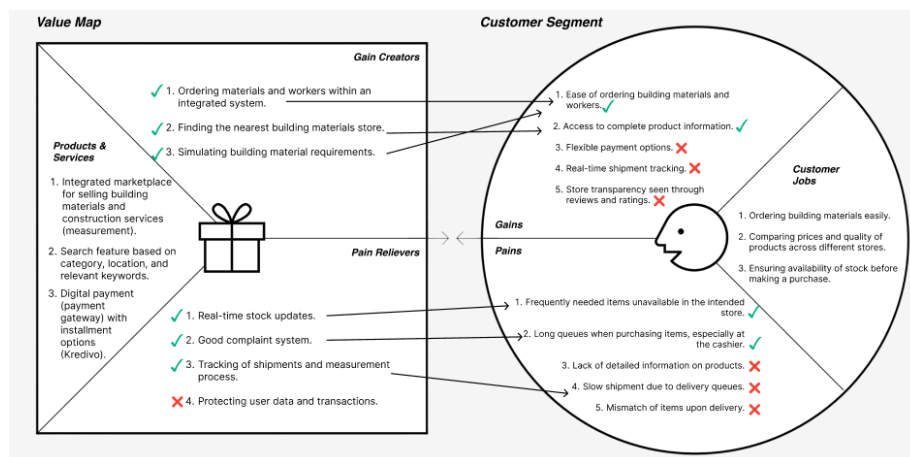 Value Map
Customer Segment
Gain Creators
1. Ordering materials and workers within an
integrated system.
2. Finding the nearest building materials store.
3. Simulating building material requirements.
Products &
Services
1. Integrated marketplace
for selling building
materials and
construction services
(measurement).
2. Search feature based on
category, location, and
relevant keywords.
3. Digital payment
(payment
gateway) with
installment
options
(Kredivo).
Pain Relievers
1. Real-time stock updates.
2. Good complaint system.
3. Tracking of shipments and measurement
process.
4. Protecting user data and transactions.
1. Ease of ordering building materials and
workers.
2. Access to complete product information.
3. Flexible payment options.
4. Real-time shipment tracking.
5. Store transparency seen through
reviews and ratings.
Gains
Pains
Customer
Jobs
1. Ordering building materials easily.
2. Comparing prices and quality of
products across different stores.
3. Ensuring availability of stock before
making a purchase.
1. Frequently needed items unavailable in the intended
store.
2. Long queues when purchasing items, especially at
the cashier.
3. Lack of detailed information on products.
4. Slow shipment due to delivery queues.
5. Mismatch of items upon delivery.